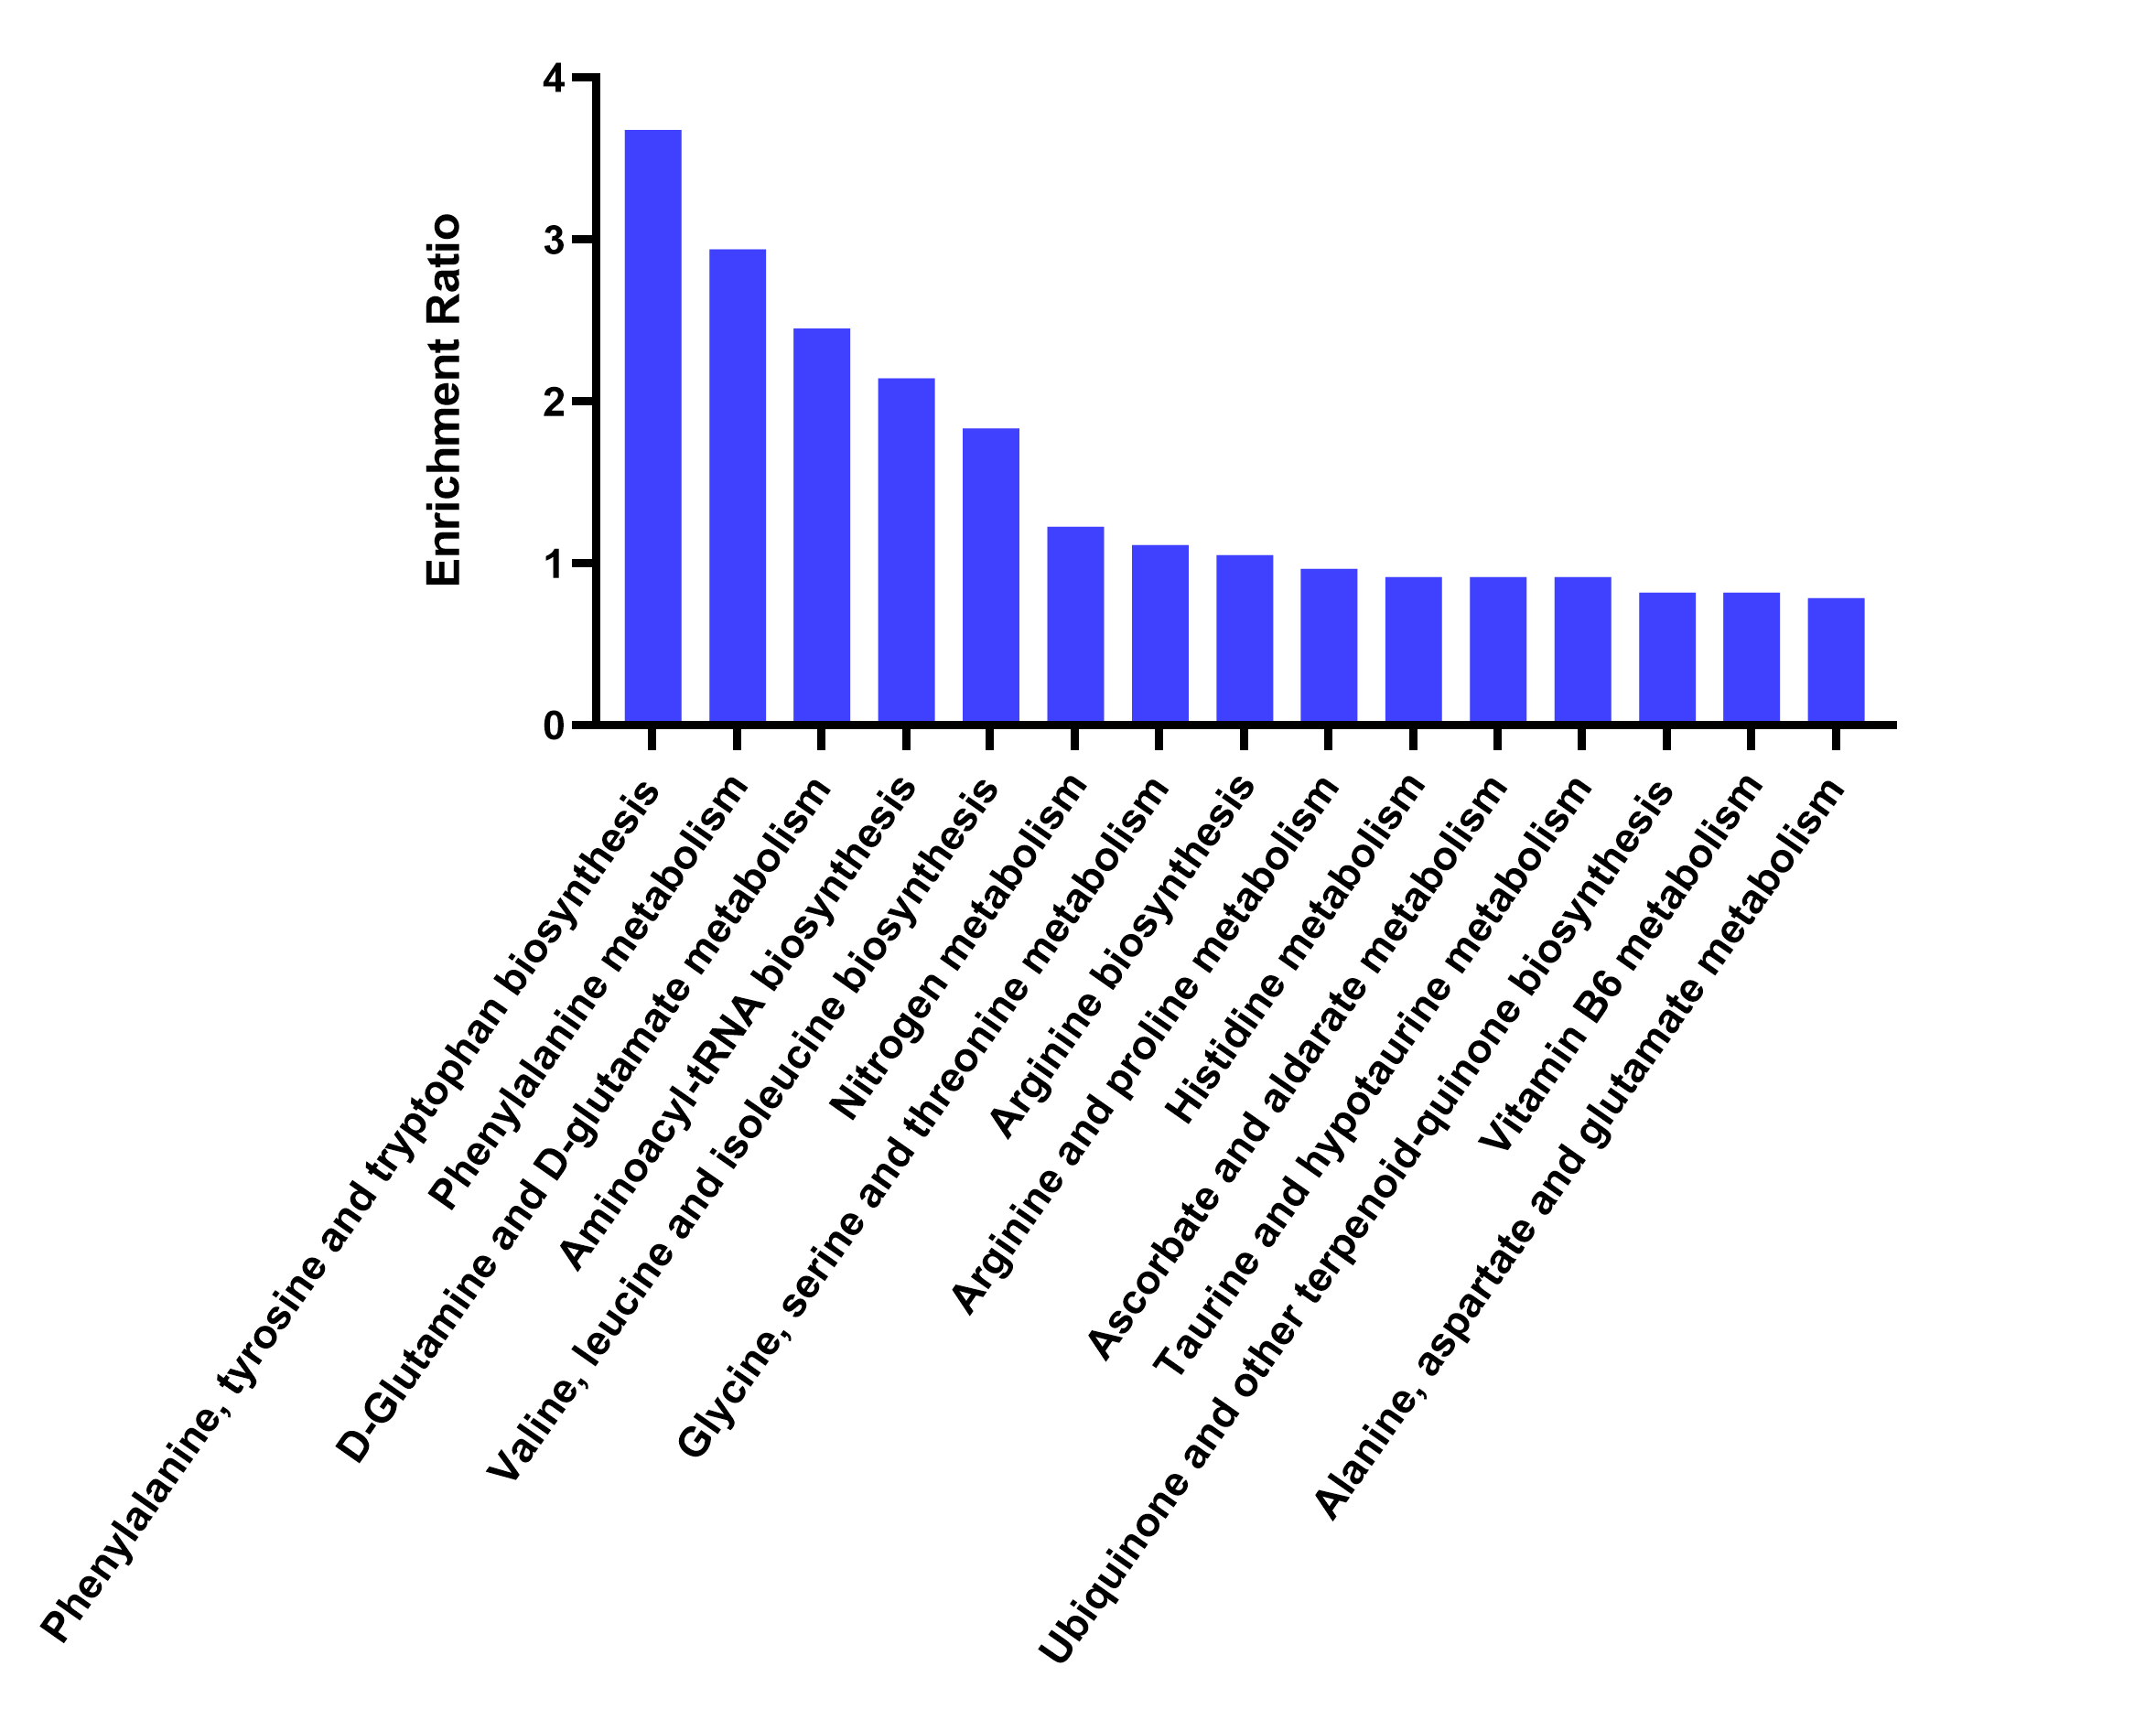 Enrichment Ratio
4
3
2
1
0
Phenylalanine, tyrosine and tryptophan biosynthesis
Phenylalanine metabolism
D-Glutamine and D-glutamate metabolism
Aminoacyl-tRNA biosynthesis
Valine, leucine and isoleucine biosynthesis
Nitrogen metabolism
Glycine, serine and threonine metabolism
Arginine biosynthesis
Arginine and proline metabolism
Histidine metabolism
Ascorbate and aldarate metabolism
Taurine and hypotaurine metabolism
Ubiquinone and other terpenoid-quinone biosynthesis
Vitamin B6 metabolism
Alanine, aspartate and glutamate metabolism